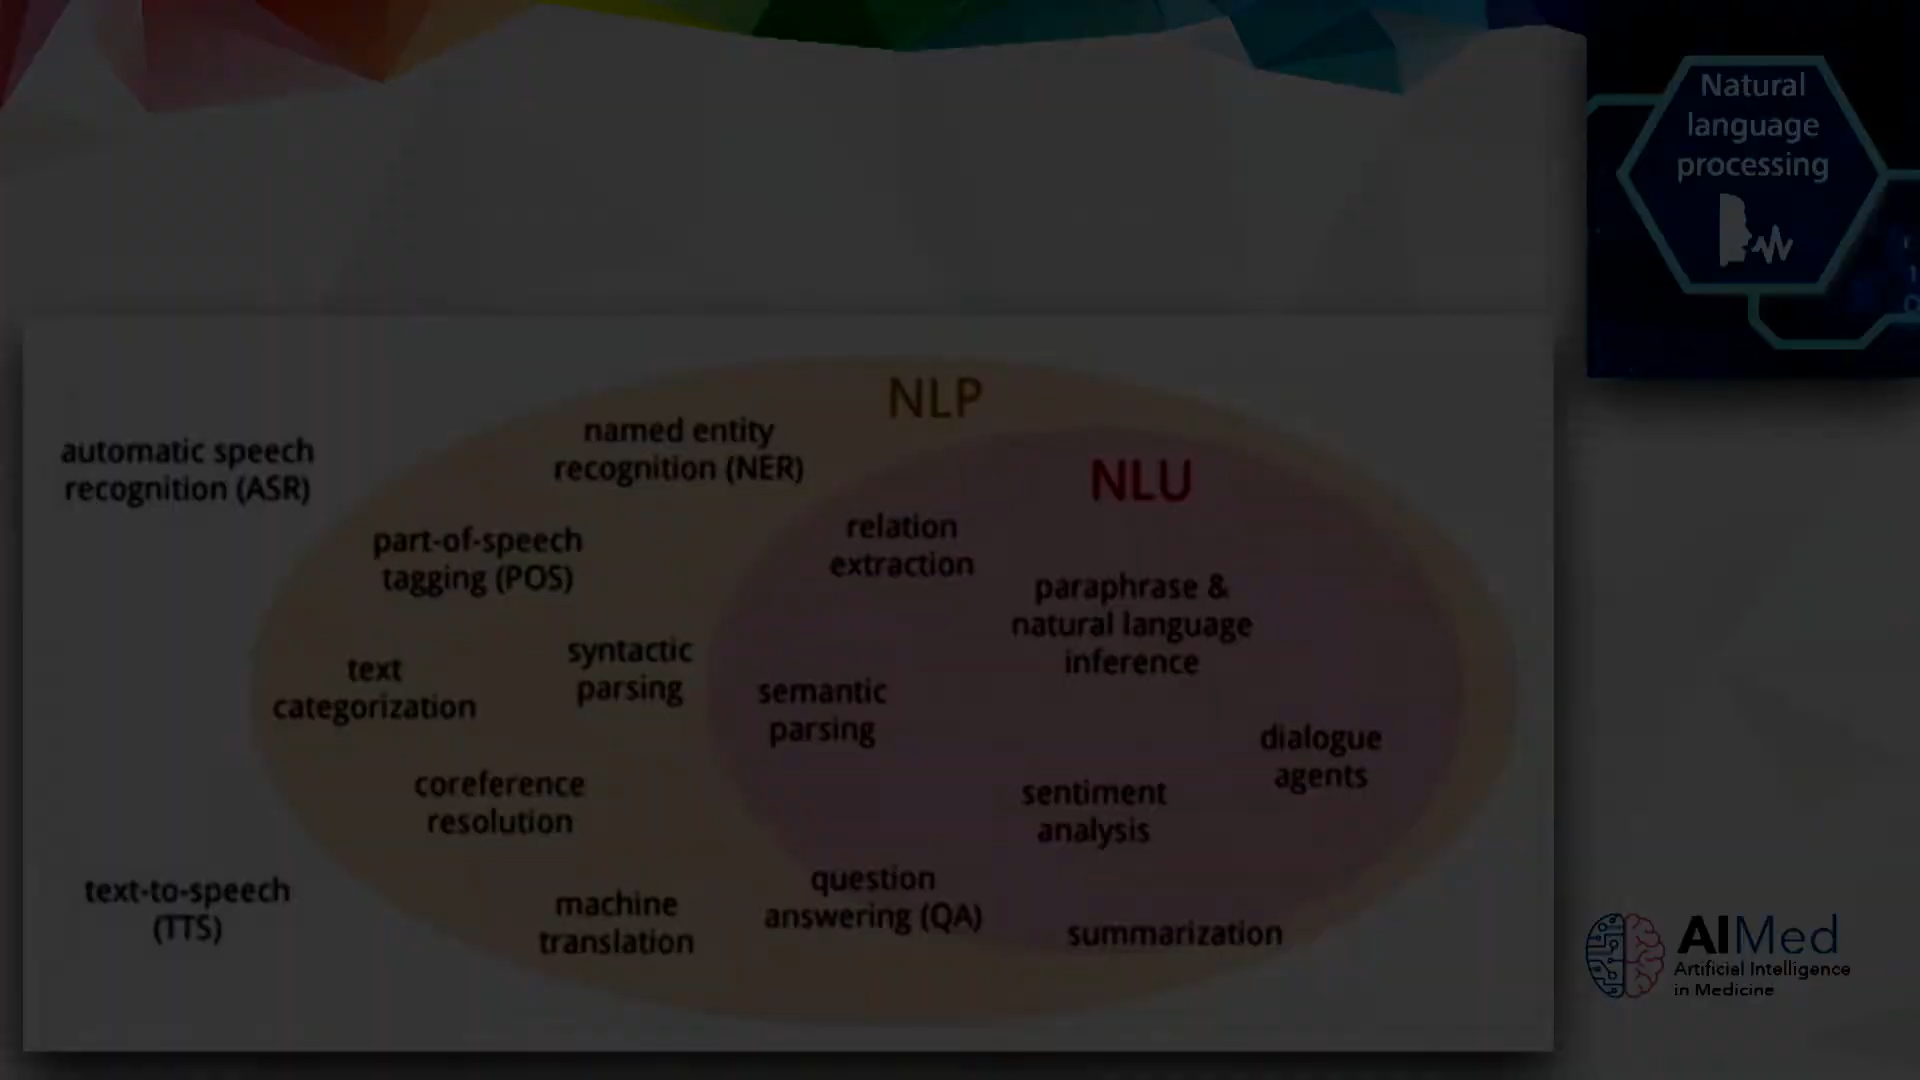 Natural
language
processing
NLP
NLU
automatic speech
recognition (ASR)
named entity
recognition (NER)
part-of-speech
tagging (POS)
relation
extraction
paraphrase &
natural language
inference
text
categorization
syntactic
parsing
semantic
parsing
dialogue
agents
coreference
resolution
sentiment
analysis
text-to-speech
(TTS)
machine
translation
question
answering (QA)
summarization
AIMed
Artificial Intelligence
in Medicine